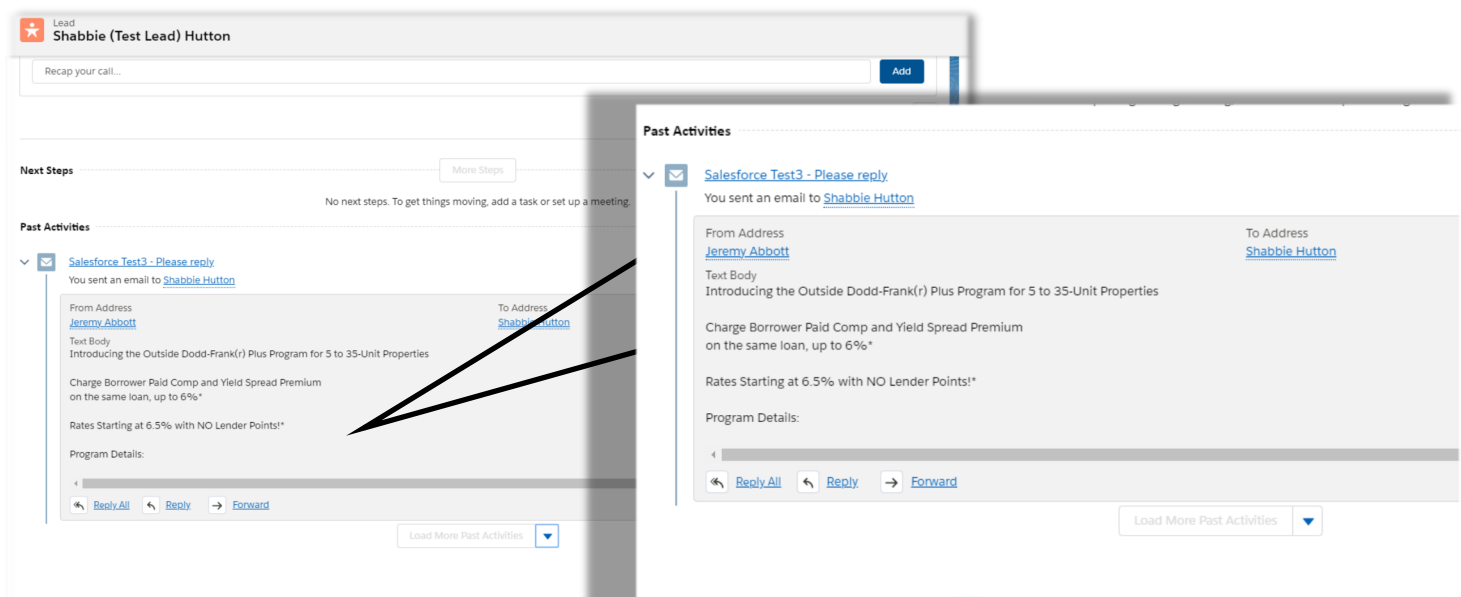 Lead
Shabbie (Test Lead) Hutton
Recap your call...
Add
Next Steps
More Steps
No next steps. To get things moving, add a task or set up a meeting.
Past Activities
Salesforce Test3 - Please reply
You sent an email to Shabbie Hutton
From Address
To Address
Jeremy Abbott
Shabbie Hutton
Text Body
Introducing the Outside Dodd-Frank(r) Plus Program for 5 to 35-Unit Properties
Charge Borrower Paid Comp and Yield Spread Premium
on the same loan, up to 6%*
Rates Starting at 6.5% with NO Lender Points!*
Program Details:
Reply All
Reply
Forward
Load More Past Activities
Past Activities
Salesforce Test3 - Please reply
You sent an email to Shabbie Hutton
From Address
To Address
Jeremy Abbott
Shabbie Hutton
Text Body
Introducing the Outside Dodd-Frank(r) Plus Program for 5 to 35-Unit Properties
Charge Borrower Paid Comp and Yield Spread Premium
on the same loan, up to 6%*
Rates Starting at 6.5% with NO Lender Points!*
Program Details:
Reply All
Reply
Forward
Load More Past Activities